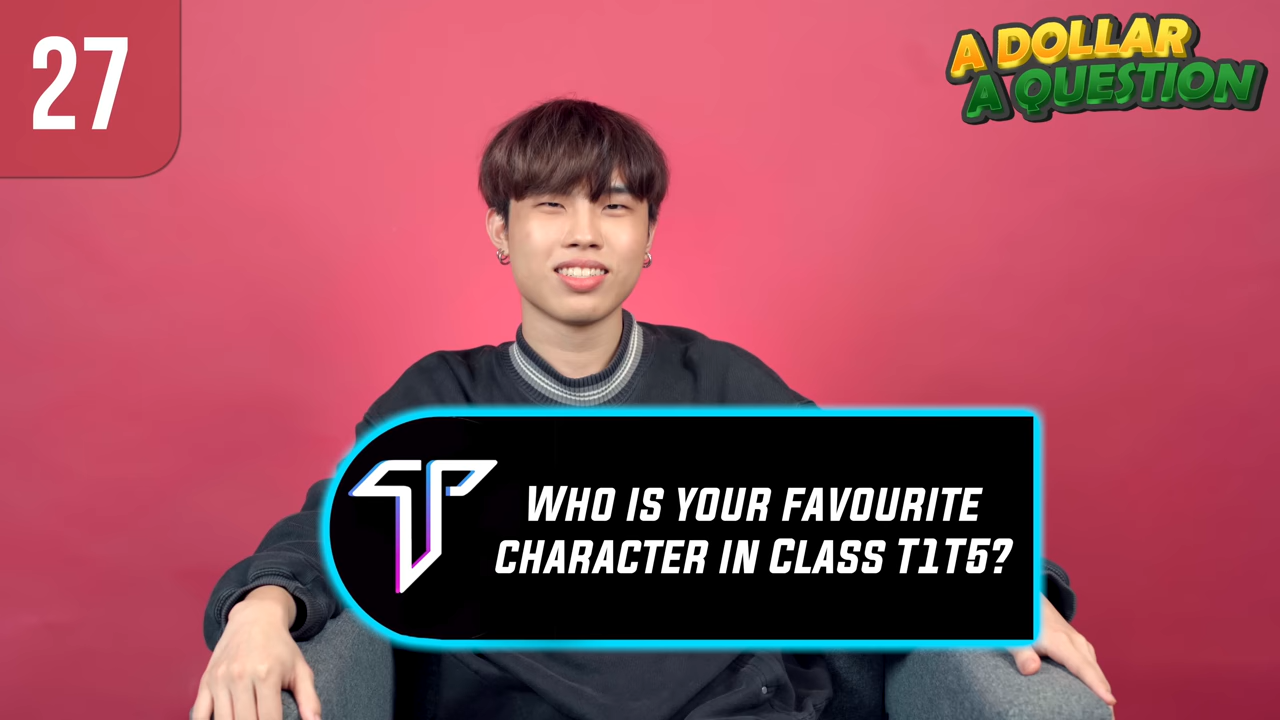 27
A DOLLAR
A QUESTION
WHO IS YOUR FAVOURITE
CHARACTER IN CLASS T1T5?